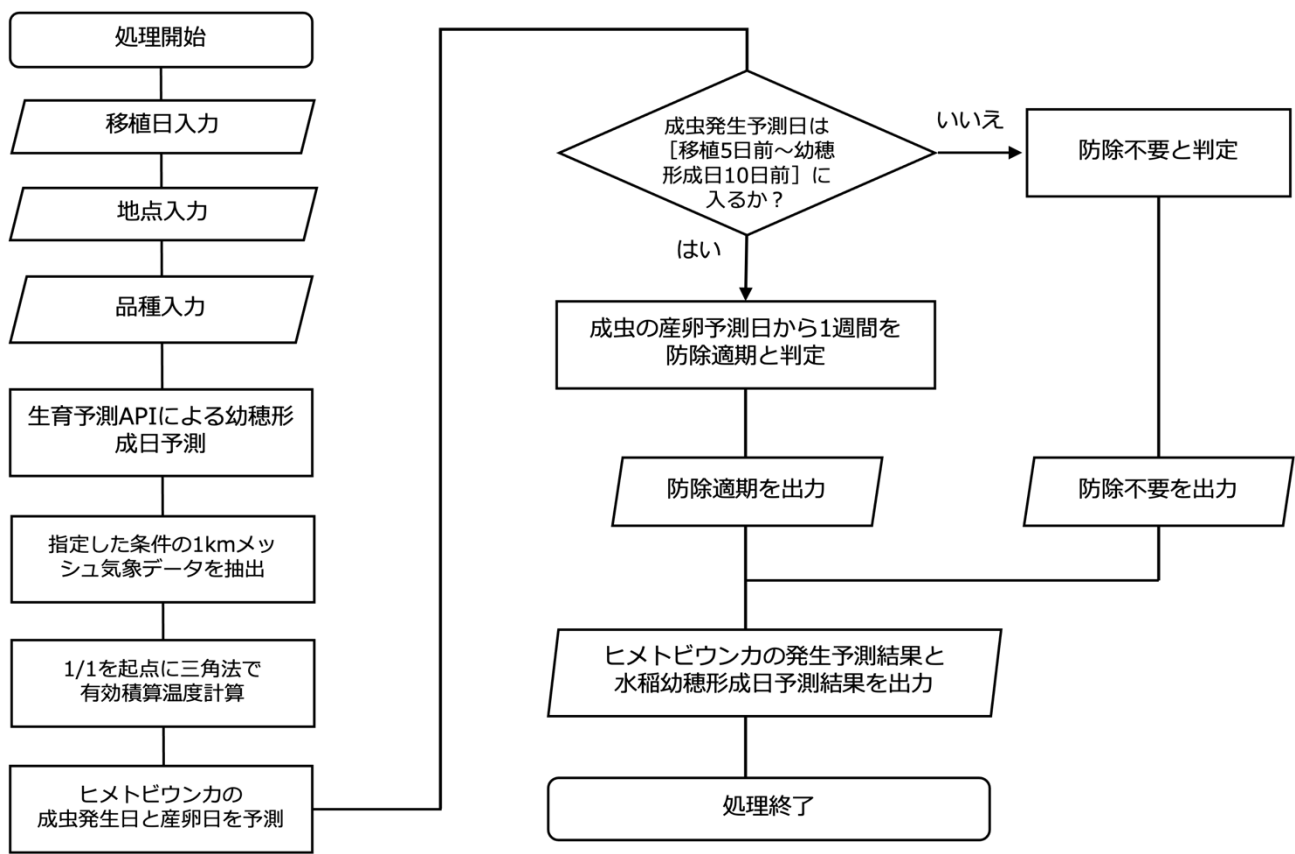 処理開始
移植日入力
地点入力
品種入力
生育予測APIによる幼穂形
成日予測
指定した条件の1kmメッ
シュ気象データを抽出
1/1を起点に三角法で
有効積算温度計算
ヒメトビウンカの
成虫発生日と産卵日を予測
成虫発生予測日は
［移植5日前～幼穂
形成日10日前］に
入るか？
いいえ
防除不要と判定
はい
成虫の産卵予測日から1週間を
防除適期と判定
防除適期を出力
防除不要を出力
ヒメトビウンカの発生予測結果と
水稲幼穂形成日予測結果を出力
処理終了